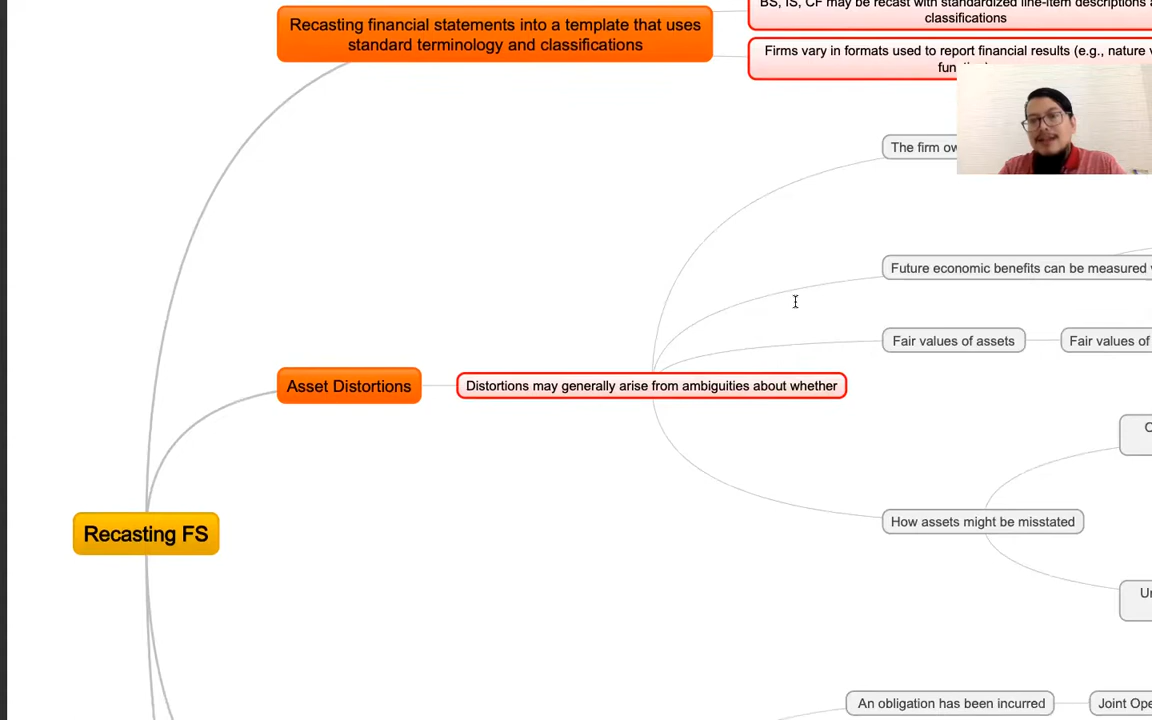 BS, IS, CF may be recast with standardized line-item descriptions
classifications
Recasting financial statements into a template that uses
standard terminology and classifications
Firms vary in formats used to report financial results (e.g., nature
The firm
Future economic benefits can be measured
Fair values of assets
Fair values of
Asset Distortions
Distortions may generally arise from ambiguities about whether
How assets might be misstated
Recasting FS
An obligation has been incurred
Joint